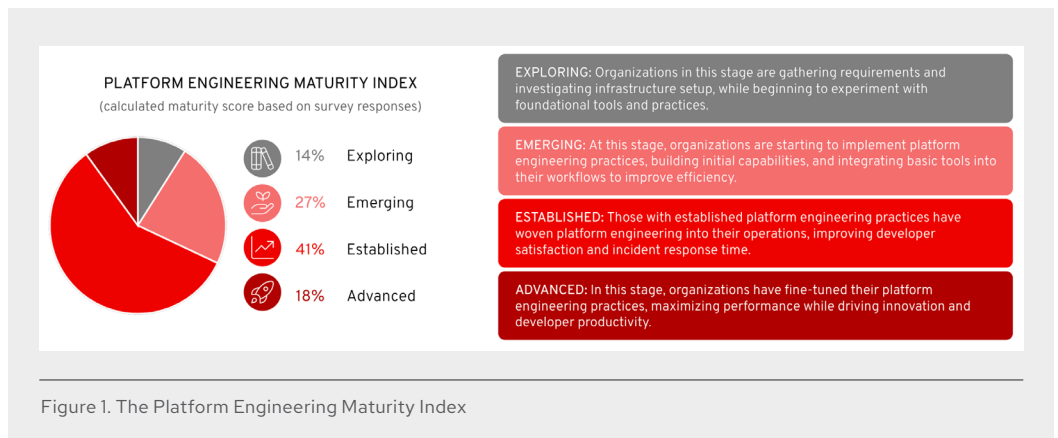 PLATFORM ENGINEERING MATURITY INDEX
(calculated maturity score based on survey responses)
14% Exploring
27% Emerging
41% Established
18% Advanced
EXPLORING: Organizations in this stage are gathering requirements and
investigating infrastructure setup, while beginning to experiment with
foundational tools and practices.
EMERGING: At this stage, organizations are starting to implement platform
engineering practices, building initial capabilities, and integrating basic tools into
their workflows to improve efficiency.
ESTABLISHED: Those with established platform engineering practices have
woven platform engineering into their operations, improving developer
satisfaction and incident response time.
ADVANCED: In this stage, organizations have fine-tuned their platform
engineering practices, maximizing performance while driving innovation and
developer productivity.
Figure 1. The Platform Engineering Maturity Index